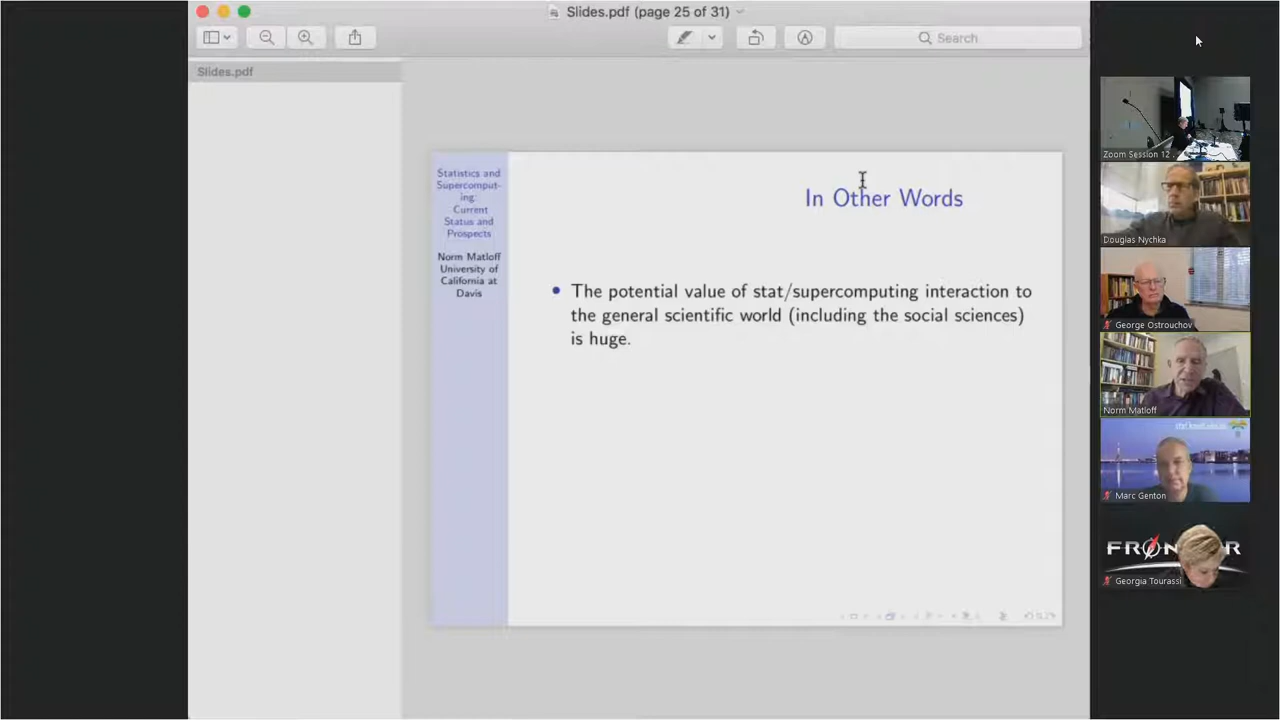 Slides.pdf (page 25 of 31)
Search
Slides.pdf
Statistics and
Supercomput-
ing:
Current
Status and
Prospects
Norm Matloff
University of
California at
Davis
In Other Words
• The potential value of stat/supercomputing interaction to
the general scientific world (including the social sciences)
is huge.
Zoom Session 12 ...
Douglas Nychka
George Ostrouchov
Norm Matloff
Marc Genton
FRONTIER
Georgia Tourassi